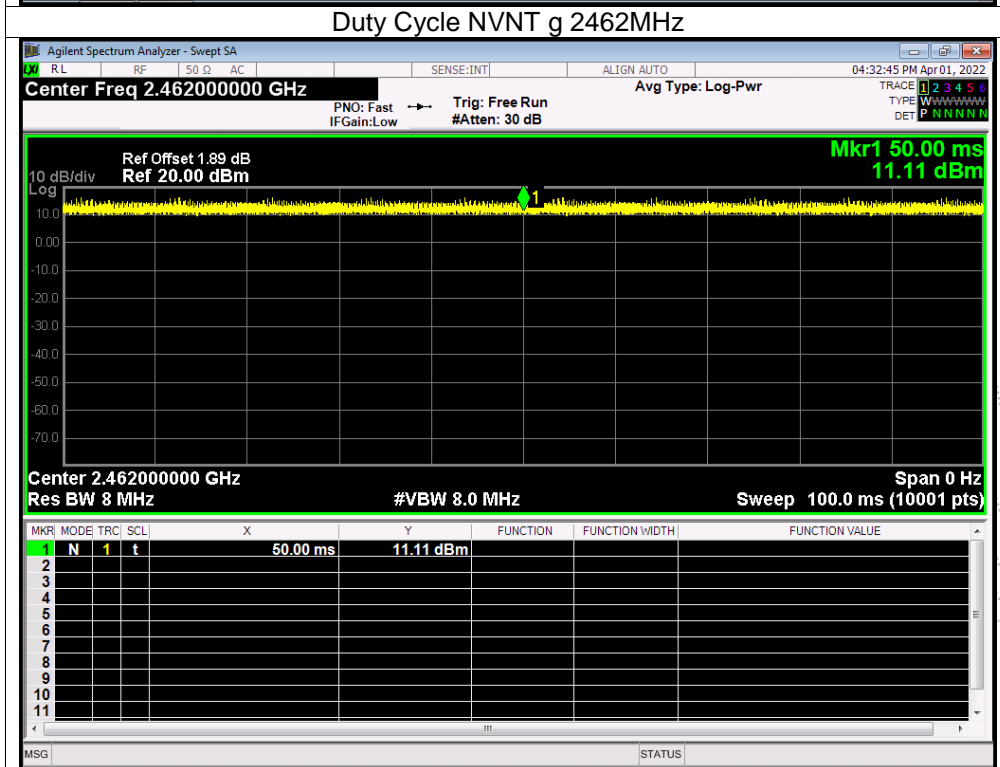 Duty Cycle NVNT g 2462MHz
Agilent Spectrum Analyzer - Swept SA
LXI RL RF 50 Ω AC SENSE:INT ALIGN AUTO 04:32:45 PM Apr 01, 2022
Center Freq 2.462000000 GHz Avg Type: Log-Pwr TRACE 1 2 3 4 5 6
PNO: Fast Trig: Free Run TYPE WWWWWW
IFGain:Low #Atten: 30 dB DET P N N N N N
Mkr1 50.00 ms
Ref Offset 1.89 dB
10 dB/div Ref 20.00 dBm 11.11 dBm
Log
1
10.0
0.00
-10.0
-20.0
-30.0
-40.0
-50.0
-60.0
-70.0
Center 2.462000000 GHz Span 0 Hz
Res BW 8 MHz #VBW 8.0 MHz Sweep 100.0 ms (10001 pts)
MKR MODE TRC SCL X Y FUNCTION FUNCTION WIDTH FUNCTION VALUE
1 N 1 t 50.00 ms 11.11 dBm
2
3
4
5
6
7
8
9
10
11
MSG STATUS